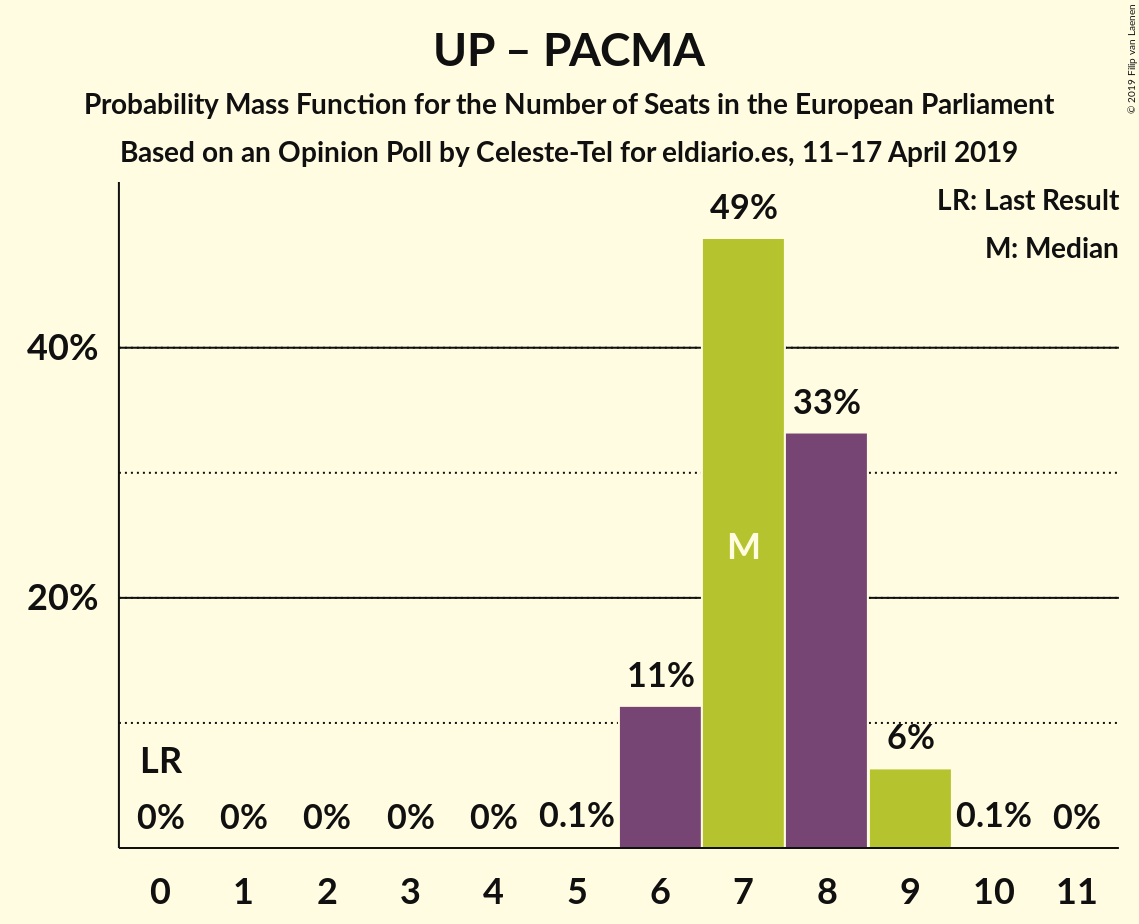 UP – PACMA
Probability Mass Function for the Number of Seats in the European Parliament
Based on an Opinion Poll by Celeste-Tel for eldiario.es, 11–17 April 2019
© 2019 Filip van Laenen
LR: Last Result
M: Median
49%
40%
33%
M
20%
11%
6%
LR
0% 0% 0% 0% 0% 0.1% 0.1% 0%
0 1 2 3 4 5 6 7 8 9 10 11